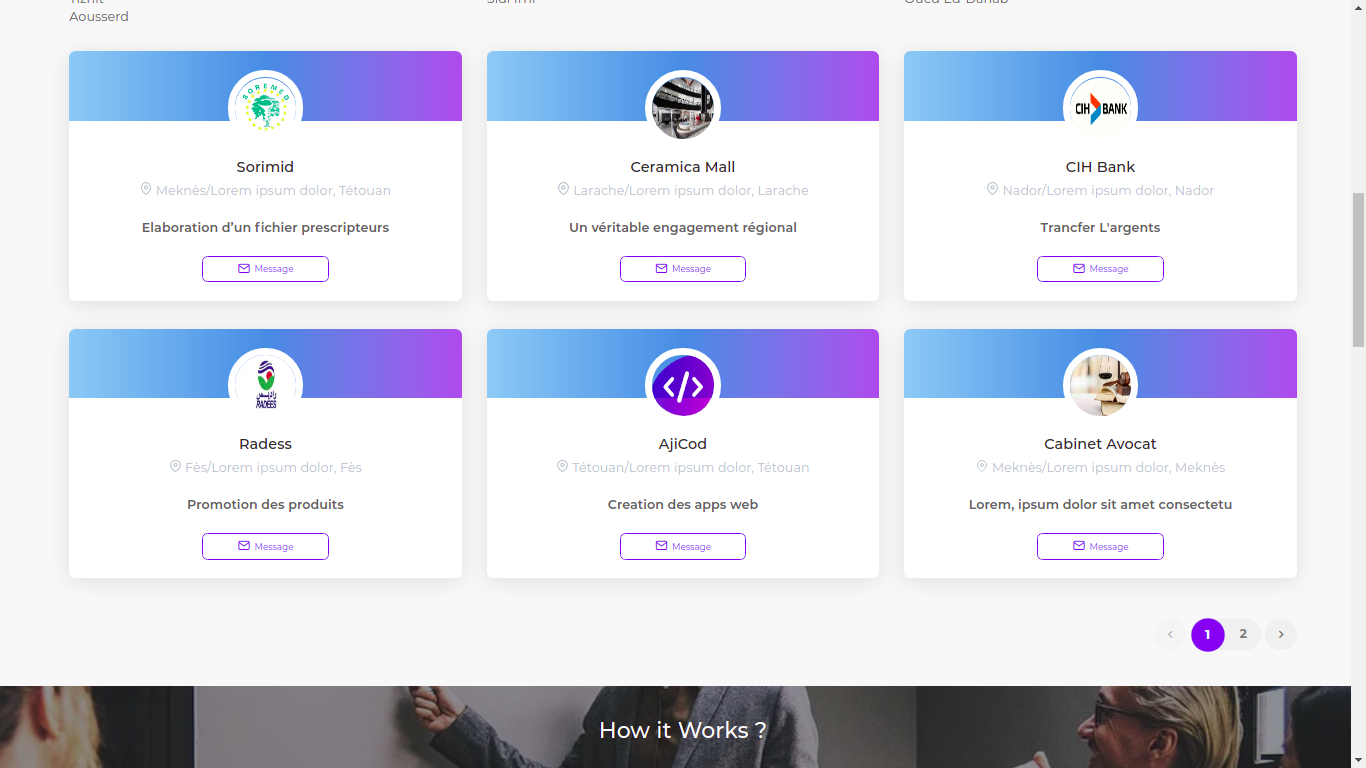 Aousserd
SOREMED
CIH BANK
Sorimid
Ceramica Mall
CIH Bank
Meknès/Lorem ipsum dolor, Tétouan
Larache/Lorem ipsum dolor, Larache
Nador/Lorem ipsum dolor, Nador
Elaboration d’un fichier prescripteurs
Un véritable engagement régional
Trancfer L'argents
Message
Message
Message
راديس
RADEES
</>
Radess
AjiCod
Cabinet Avocat
Fès/Lorem ipsum dolor, Fès
Tétouan/Lorem ipsum dolor, Tétouan
Meknès/Lorem ipsum dolor, Meknès
Promotion des produits
Creation des apps web
Lorem, ipsum dolor sit amet consectetu
Message
Message
Message
‹ 1 2 ›
How it Works ?